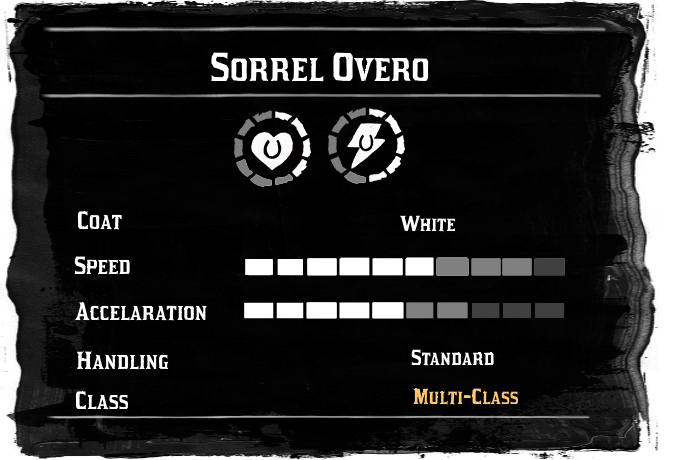 Sorrel Overo
Coat White
Speed
Accelaration
Handling Standard
Class Multi-Class